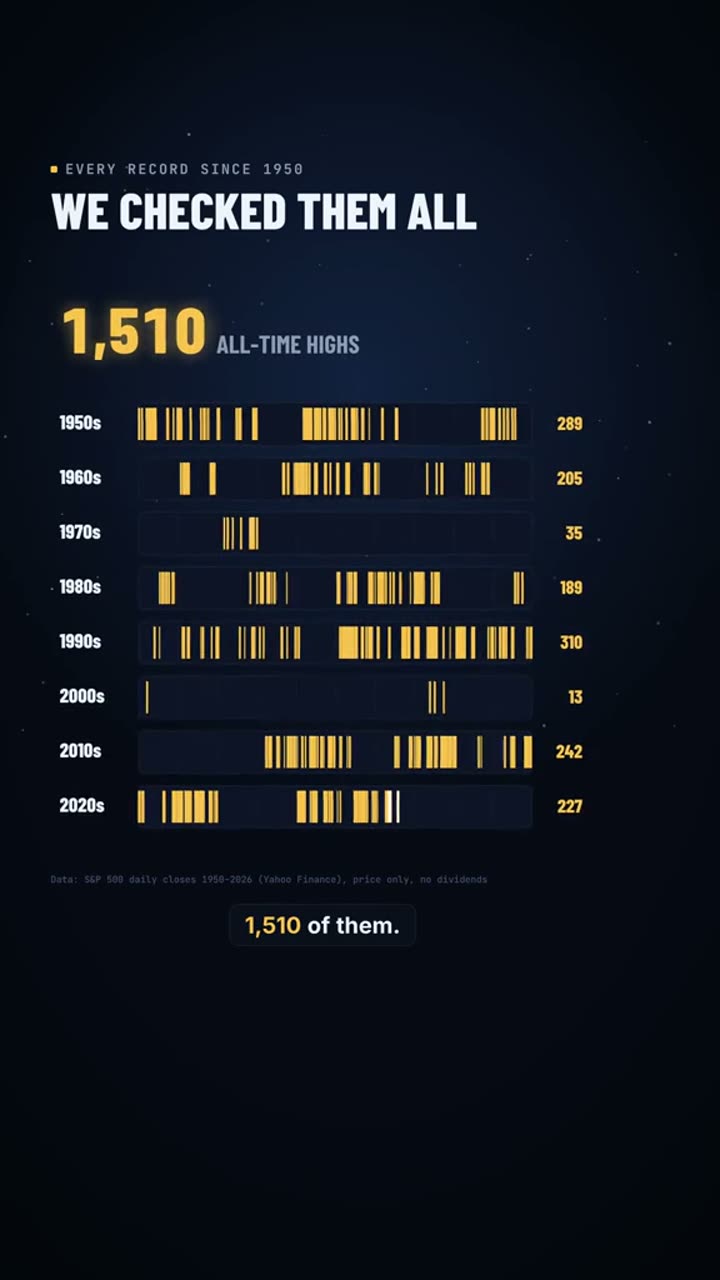 EVERY RECORD SINCE 1950
WE CHECKED THEM ALL
1,510 ALL-TIME HIGHS
1950s 289
1960s 205
1970s 35
1980s 189
1990s 310
2000s 13
2010s 242
2020s 227
Data: S&P 500 daily closes 1950–2026 (Yahoo Finance), price only, no dividends
1,510 of them.